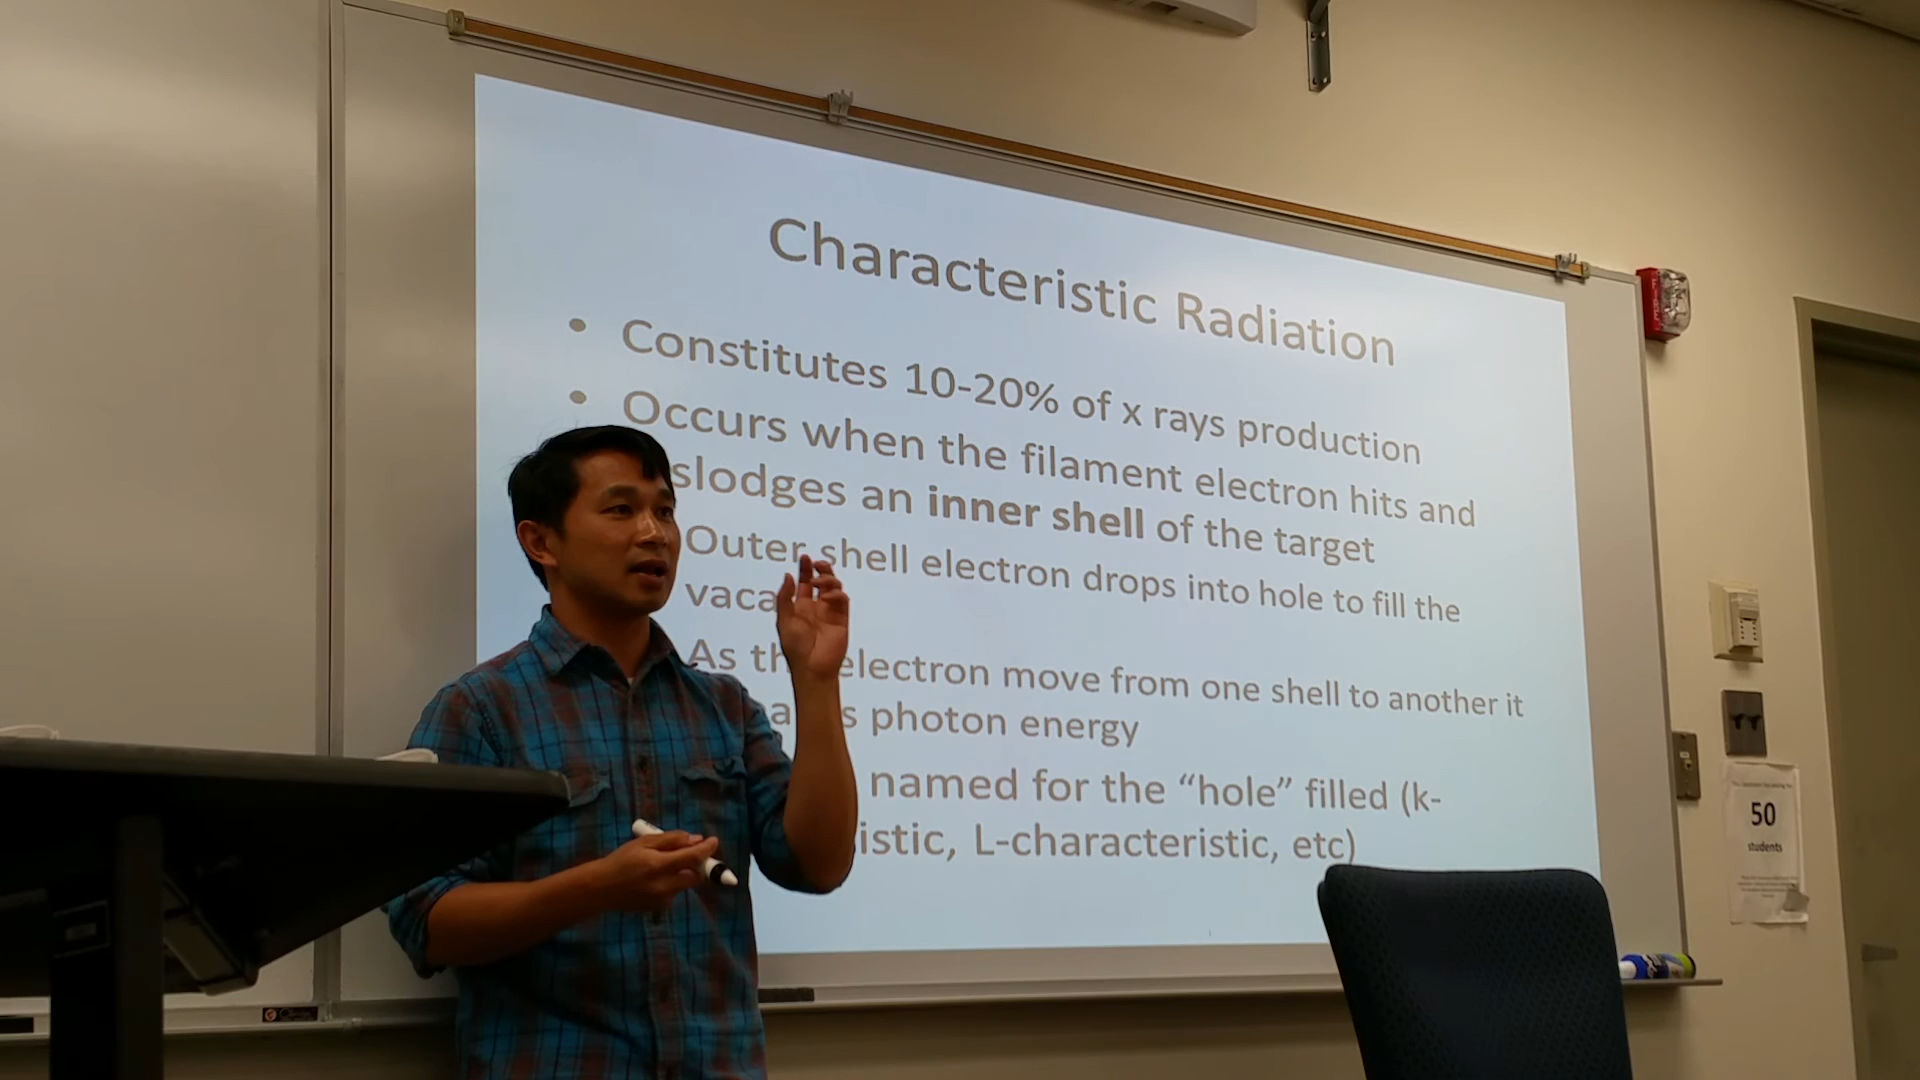 Characteristic Radiation
• Constitutes 10-20% of x rays production
• Occurs when the filament electron hits and
slodges an inner shell of the target
Outer shell electron drops into hole to fill the
vaca
As th electron move from one shell to another it
s photon energy
named for the “hole” filled (k-
istic, L-characteristic, etc)
50
students